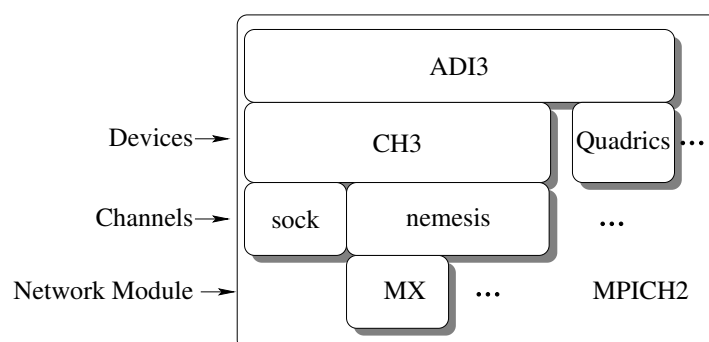 ADI3
Devices
CH3
Quadrics
...
Channels
sock
nemesis
...
Network Module
MX
...
MPICH2